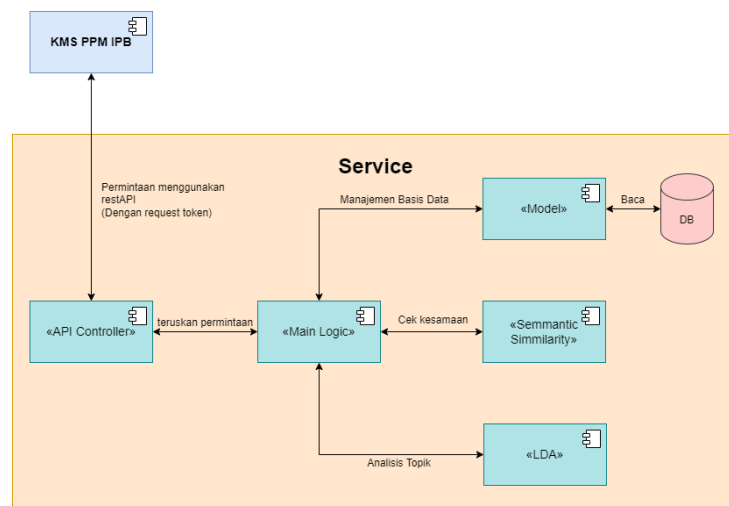 KMS PPM IPB
Service
Permintaan menggunakan
restAPI
(Dengan request token)
Manajemen Basis Data
«Model»
Baca
DB
«API Controller»
teruskan permintaan
«Main Logic»
Cek kesamaan
«Semmantic
Simmilarity»
Analisis Topik
«LDA»